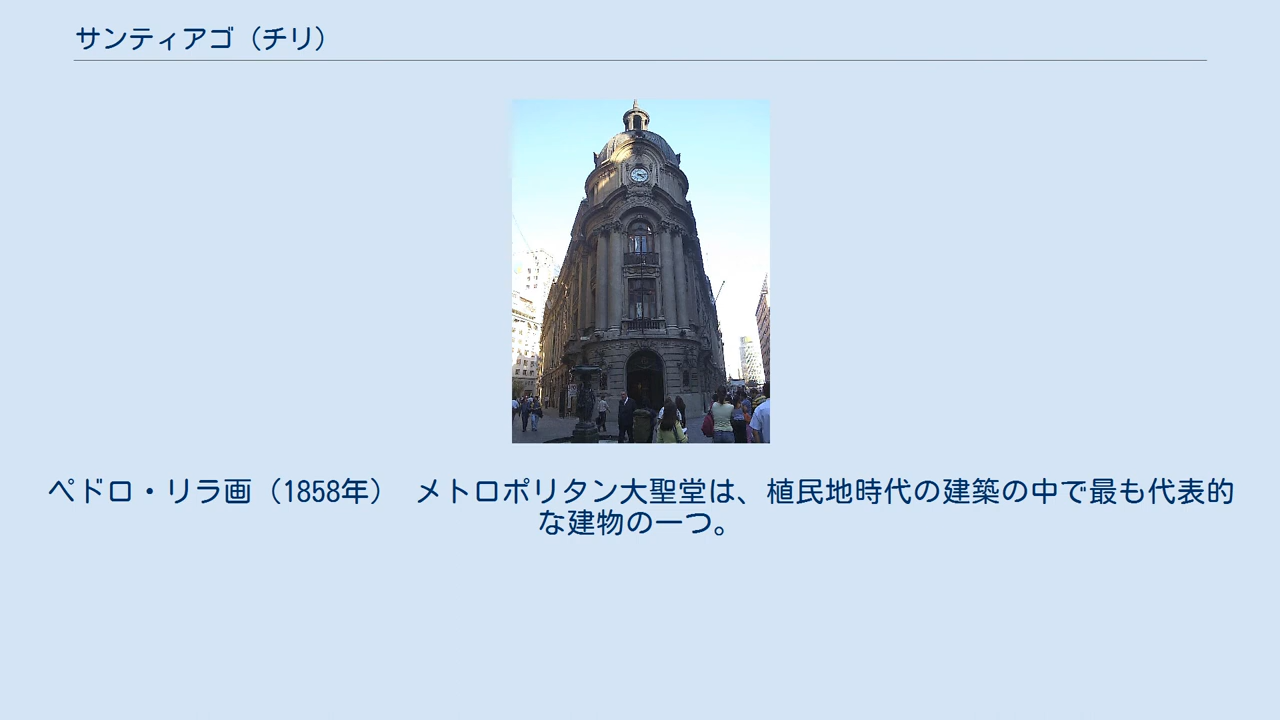 サンティアゴ（チリ）
ペドロ・リラ画（1858年）　メトロポリタン大聖堂は、植民地時代の建築の中で最も代表的
な建物の一つ。